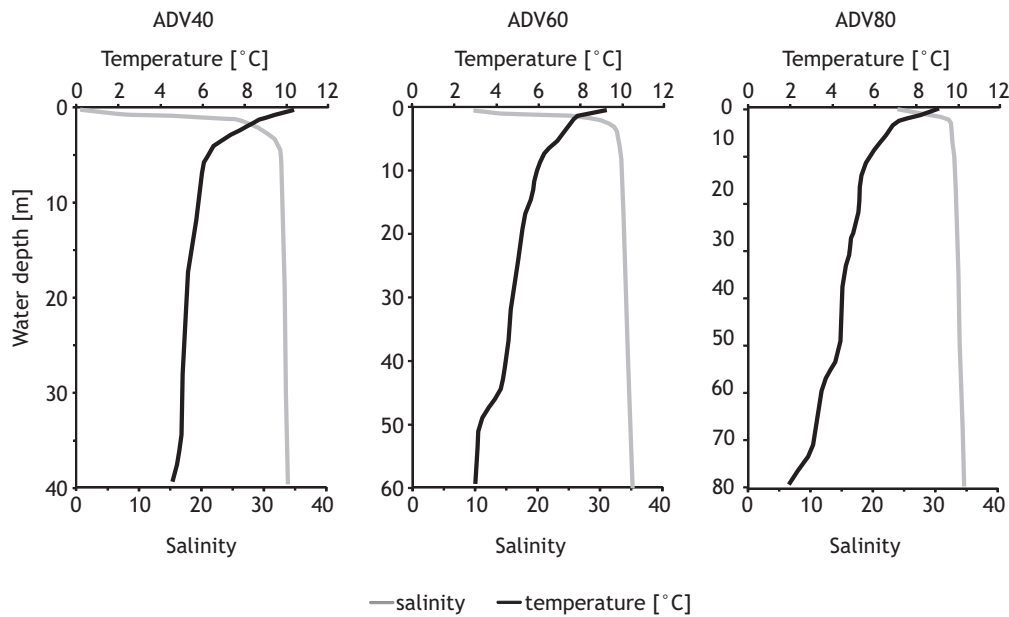 ADV40 ADV60 ADV80
Temperature [°C] Temperature [°C] Temperature [°C]
0 2 4 6 8 10 12 0 2 4 6 8 10 12 0 2 4 6 8 10 12
0 0 0
10 10 10
20 20 20
30 30 30
40 40 40
50 50
60 60
70
80
Water depth [m]
0 10 20 30 40 0 10 20 30 40 0 10 20 30 40
Salinity Salinity Salinity
salinity temperature [°C]